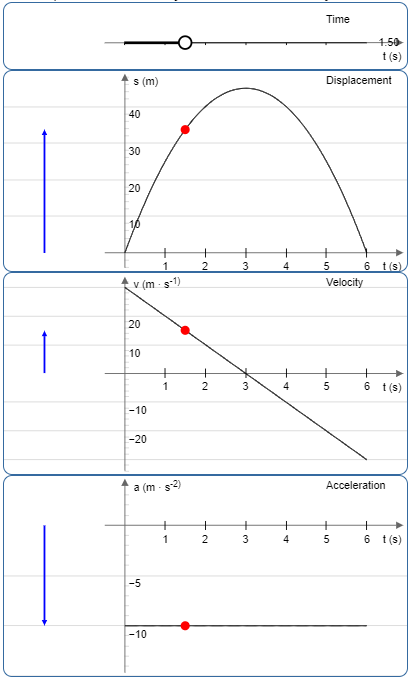 Time
1.50
t (s)
s (m)
Displacement
40
30
20
10
1 2 3 4 5 6 t (s)
v (m · s⁻¹)
Velocity
20
10
1 2 3 4 5 6 t (s)
−10
−20
a (m · s⁻²)
Acceleration
1 2 3 4 5 6 t (s)
−5
−10